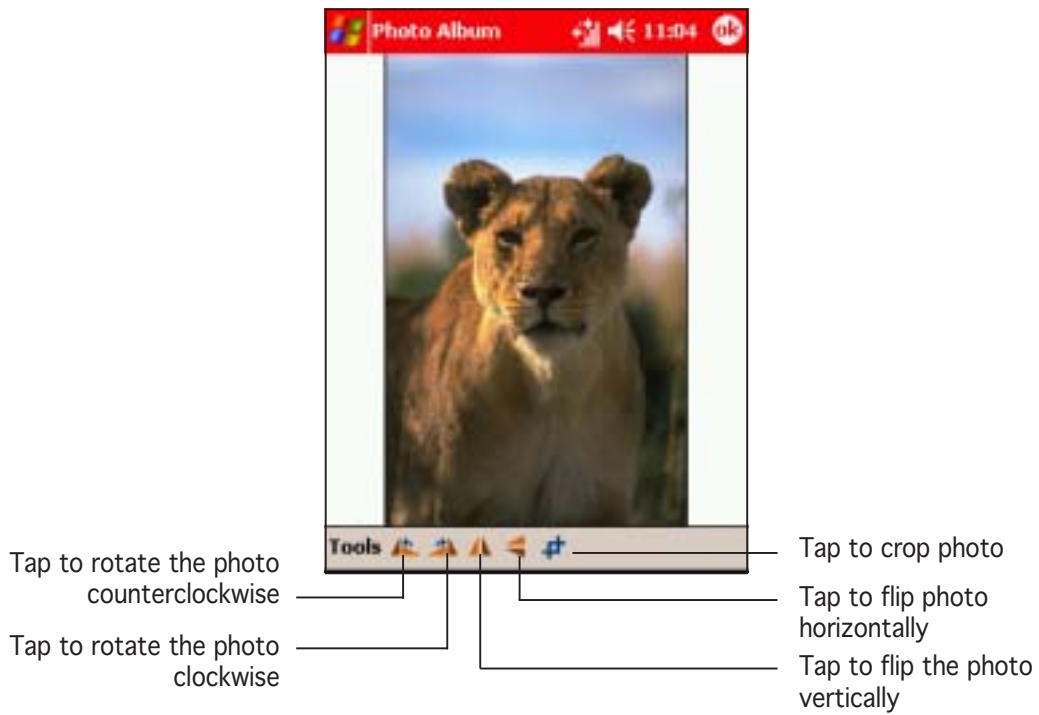 Photo Album 11:04 ok
Tools
Tap to rotate the photo
counterclockwise
Tap to rotate the photo
clockwise
Tap to crop photo
Tap to flip photo
horizontally
Tap to flip the photo
vertically